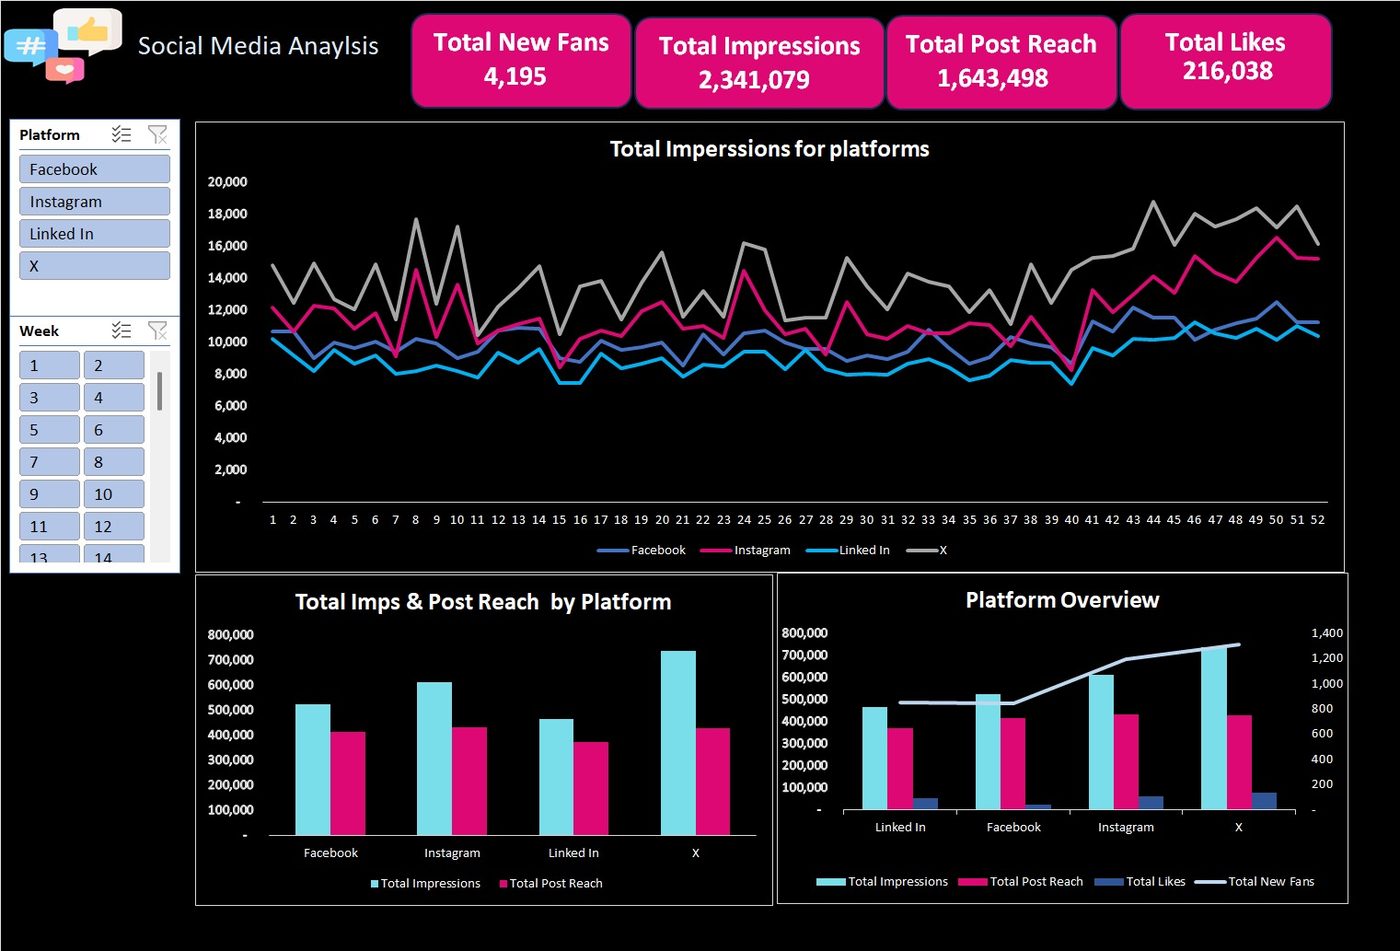 #
Social Media Anaylsis
Total New Fans
4,195
Total Impressions
2,341,079
Total Post Reach
1,643,498
Total Likes
216,038
Platform
Facebook
Instagram
Linked In
X
Week
1 2
3 4
5 6
7 8
9 10
11 12
13 14
Total Imperssions for platforms
20,000
18,000
16,000
14,000
12,000
10,000
8,000
6,000
4,000
2,000
-
1 2 3 4 5 6 7 8 9 10 11 12 13 14 15 16 17 18 19 20 21 22 23 24 25 26 27 28 29 30 31 32 33 34 35 36 37 38 39 40 41 42 43 44 45 46 47 48 49 50 51 52
Facebook Instagram Linked In X
Total Imps & Post Reach by Platform
800,000
700,000
600,000
500,000
400,000
300,000
200,000
100,000
-
Facebook Instagram Linked In X
Total Impressions Total Post Reach
Platform Overview
800,000
700,000
600,000
500,000
400,000
300,000
200,000
100,000
-
1,400
1,200
1,000
800
600
400
200
-
Linked In Facebook Instagram X
Total Impressions Total Post Reach Total Likes Total New Fans